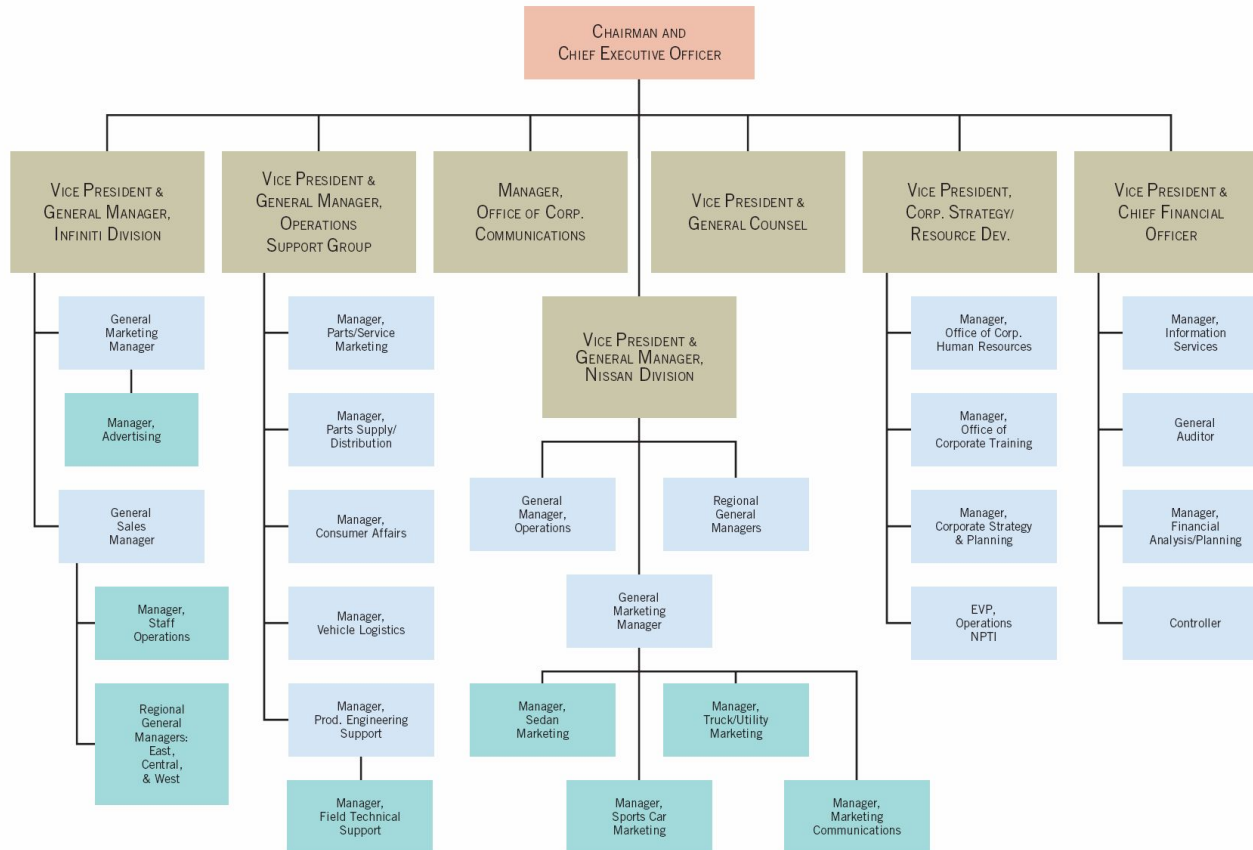 CHAIRMAN AND
CHIEF EXECUTIVE OFFICER
VICE PRESIDENT &
GENERAL MANAGER,
INFINITI DIVISION
VICE PRESIDENT &
GENERAL MANAGER,
OPERATIONS
SUPPORT GROUP
MANAGER,
OFFICE OF CORP.
COMMUNICATIONS
VICE PRESIDENT &
GENERAL COUNSEL
VICE PRESIDENT,
CORP. STRATEGY/
RESOURCE DEV.
VICE PRESIDENT &
CHIEF FINANCIAL
OFFICER
General
Marketing
Manager
Manager,
Advertising
General
Sales
Manager
Manager,
Staff
Operations
Regional
General
Managers:
East,
Central,
& West
Manager,
Parts/Service
Marketing
Manager,
Parts Supply/
Distribution
Manager,
Consumer Affairs
Manager,
Vehicle Logistics
Manager,
Prod. Engineering
Support
Manager,
Field Technical
Support
VICE PRESIDENT &
GENERAL MANAGER,
NISSAN DIVISION
General
Manager,
Operations
Regional
General
Managers
General
Marketing
Manager
Manager,
Sedan
Marketing
Manager,
Truck/Utility
Marketing
Manager,
Sports Car
Marketing
Manager,
Marketing
Communications
Manager,
Office of Corp.
Human Resources
Manager,
Office of
Corporate Training
Manager,
Corporate Strategy
& Planning
EVP,
Operations
NPTI
Manager,
Information
Services
General
Auditor
Manager,
Financial
Analysis/Planning
Controller